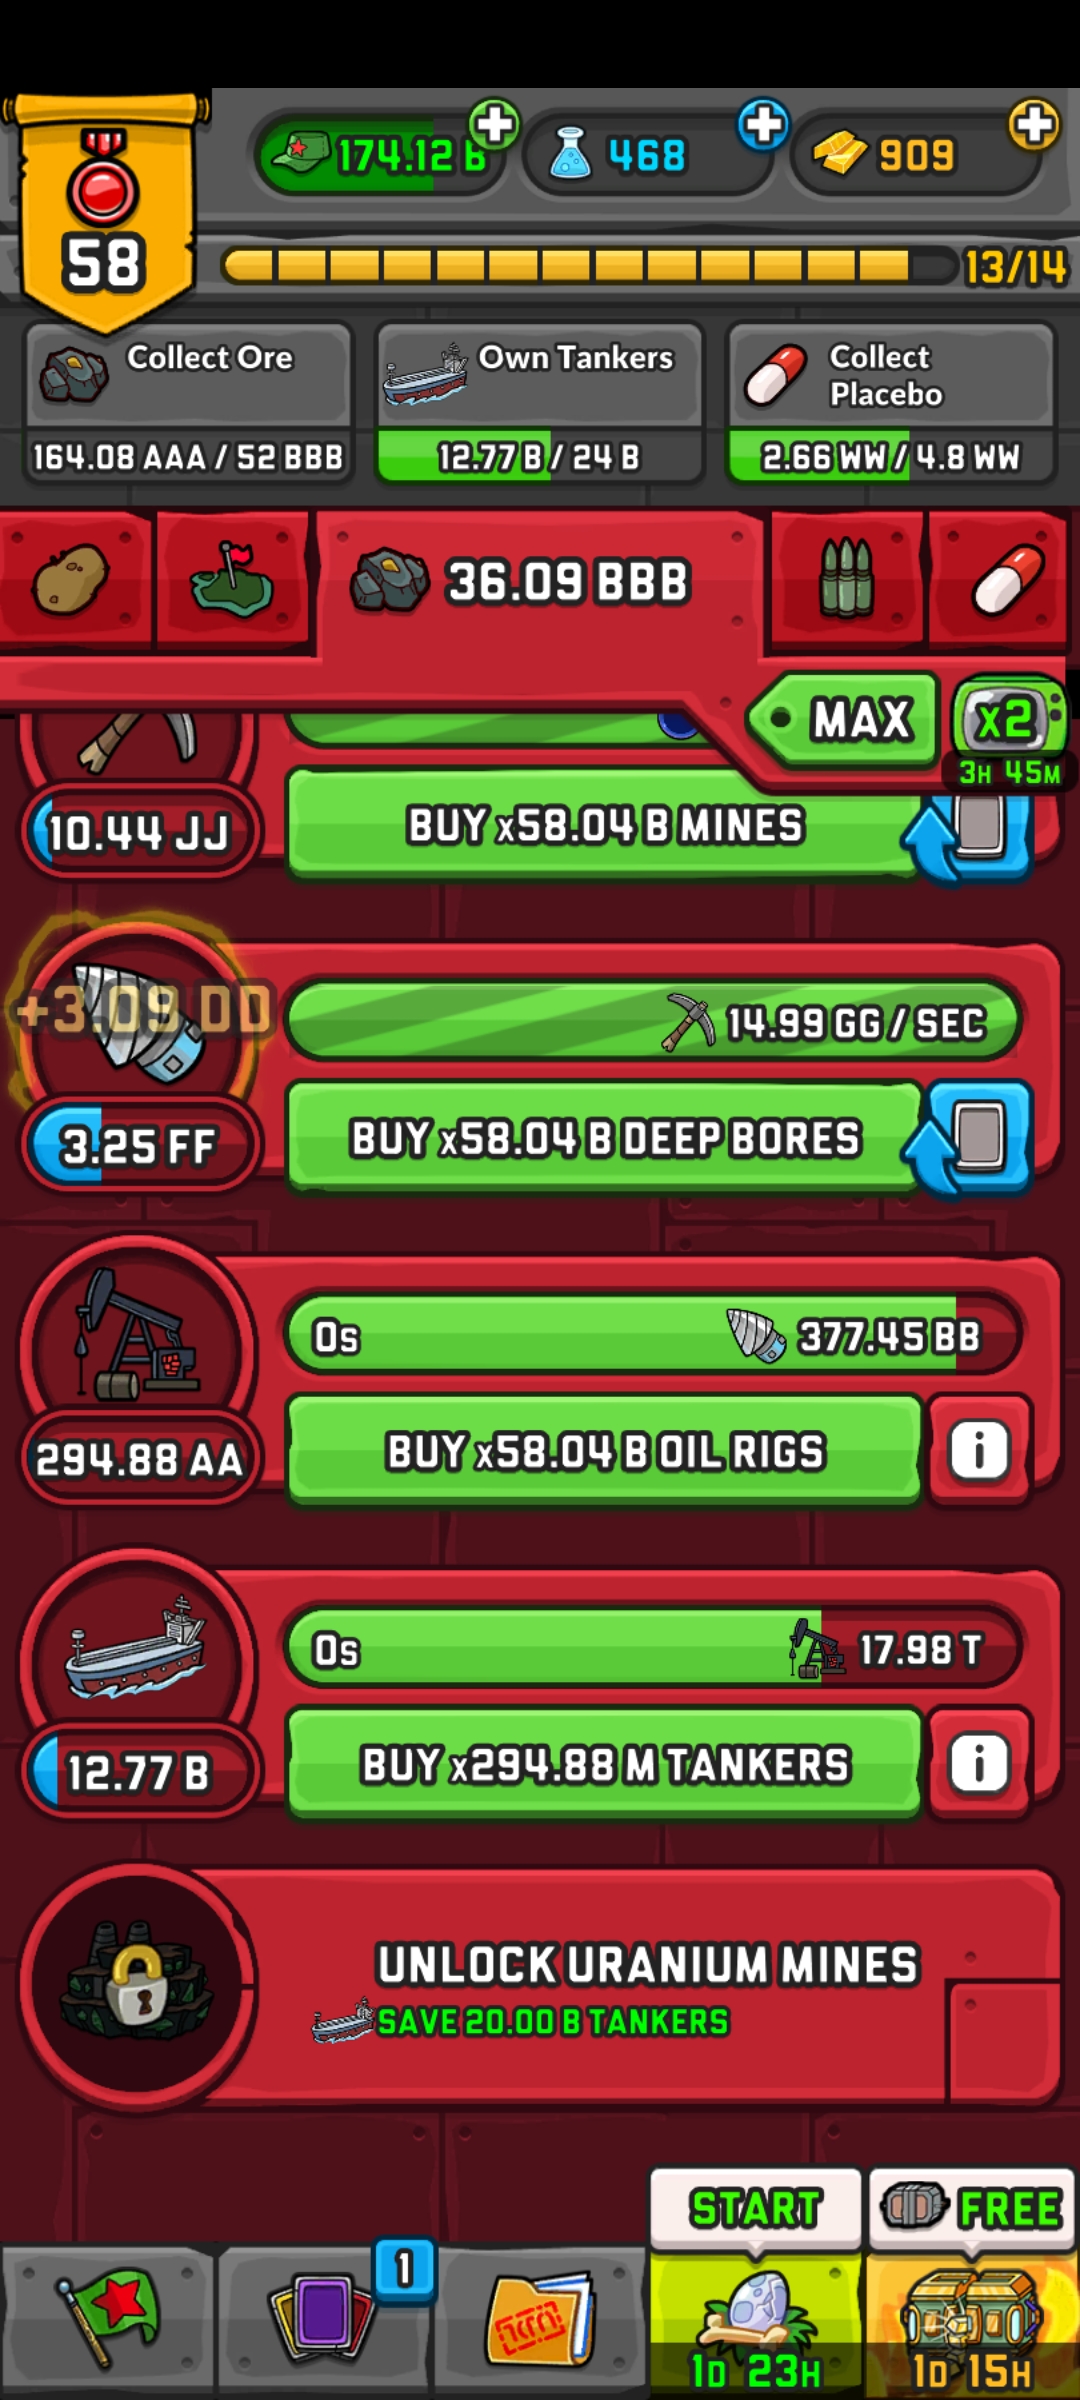 174.12 B
468
909
58
13/14
Collect Ore
164.08 AAA / 52 BBB
Own Tankers
12.77 B / 24 B
Collect
Placebo
2.66 WW / 4.8 WW
36.09 BBB
MAX
x2
3H 45M
10.44 JJ
BUY x58.04 B MINES
+3.09 DD
14.99 GG / SEC
3.25 FF
BUY x58.04 B DEEP BORES
0s
377.45 BB
294.88 AA
BUY x58.04 B OIL RIGS
i
0s
17.98 T
12.77 B
BUY x294.88 M TANKERS
i
UNLOCK URANIUM MINES
SAVE 20.00 B TANKERS
START
FREE
1
1D 23H
1D 15H